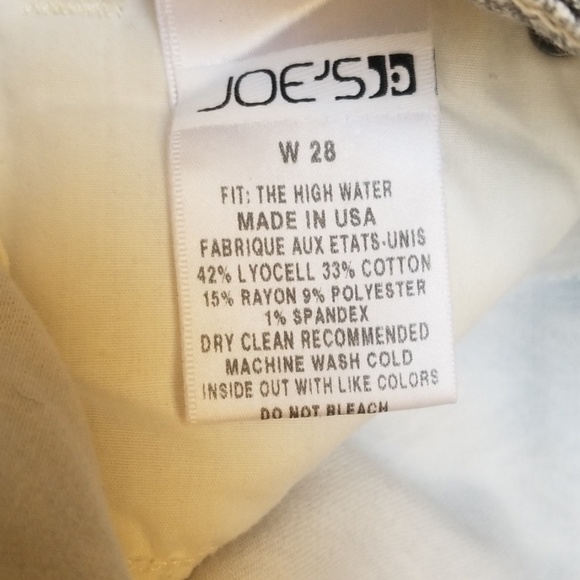 JOE'S
W 28
FIT: THE HIGH WATER
MADE IN USA
FABRIQUE AUX ETATS-UNIS
42% LYOCELL 33% COTTON
15% RAYON 9% POLYESTER
1% SPANDEX
DRY CLEAN RECOMMENDED
MACHINE WASH COLD
INSIDE OUT WITH LIKE COLORS
DO NOT BLEACH